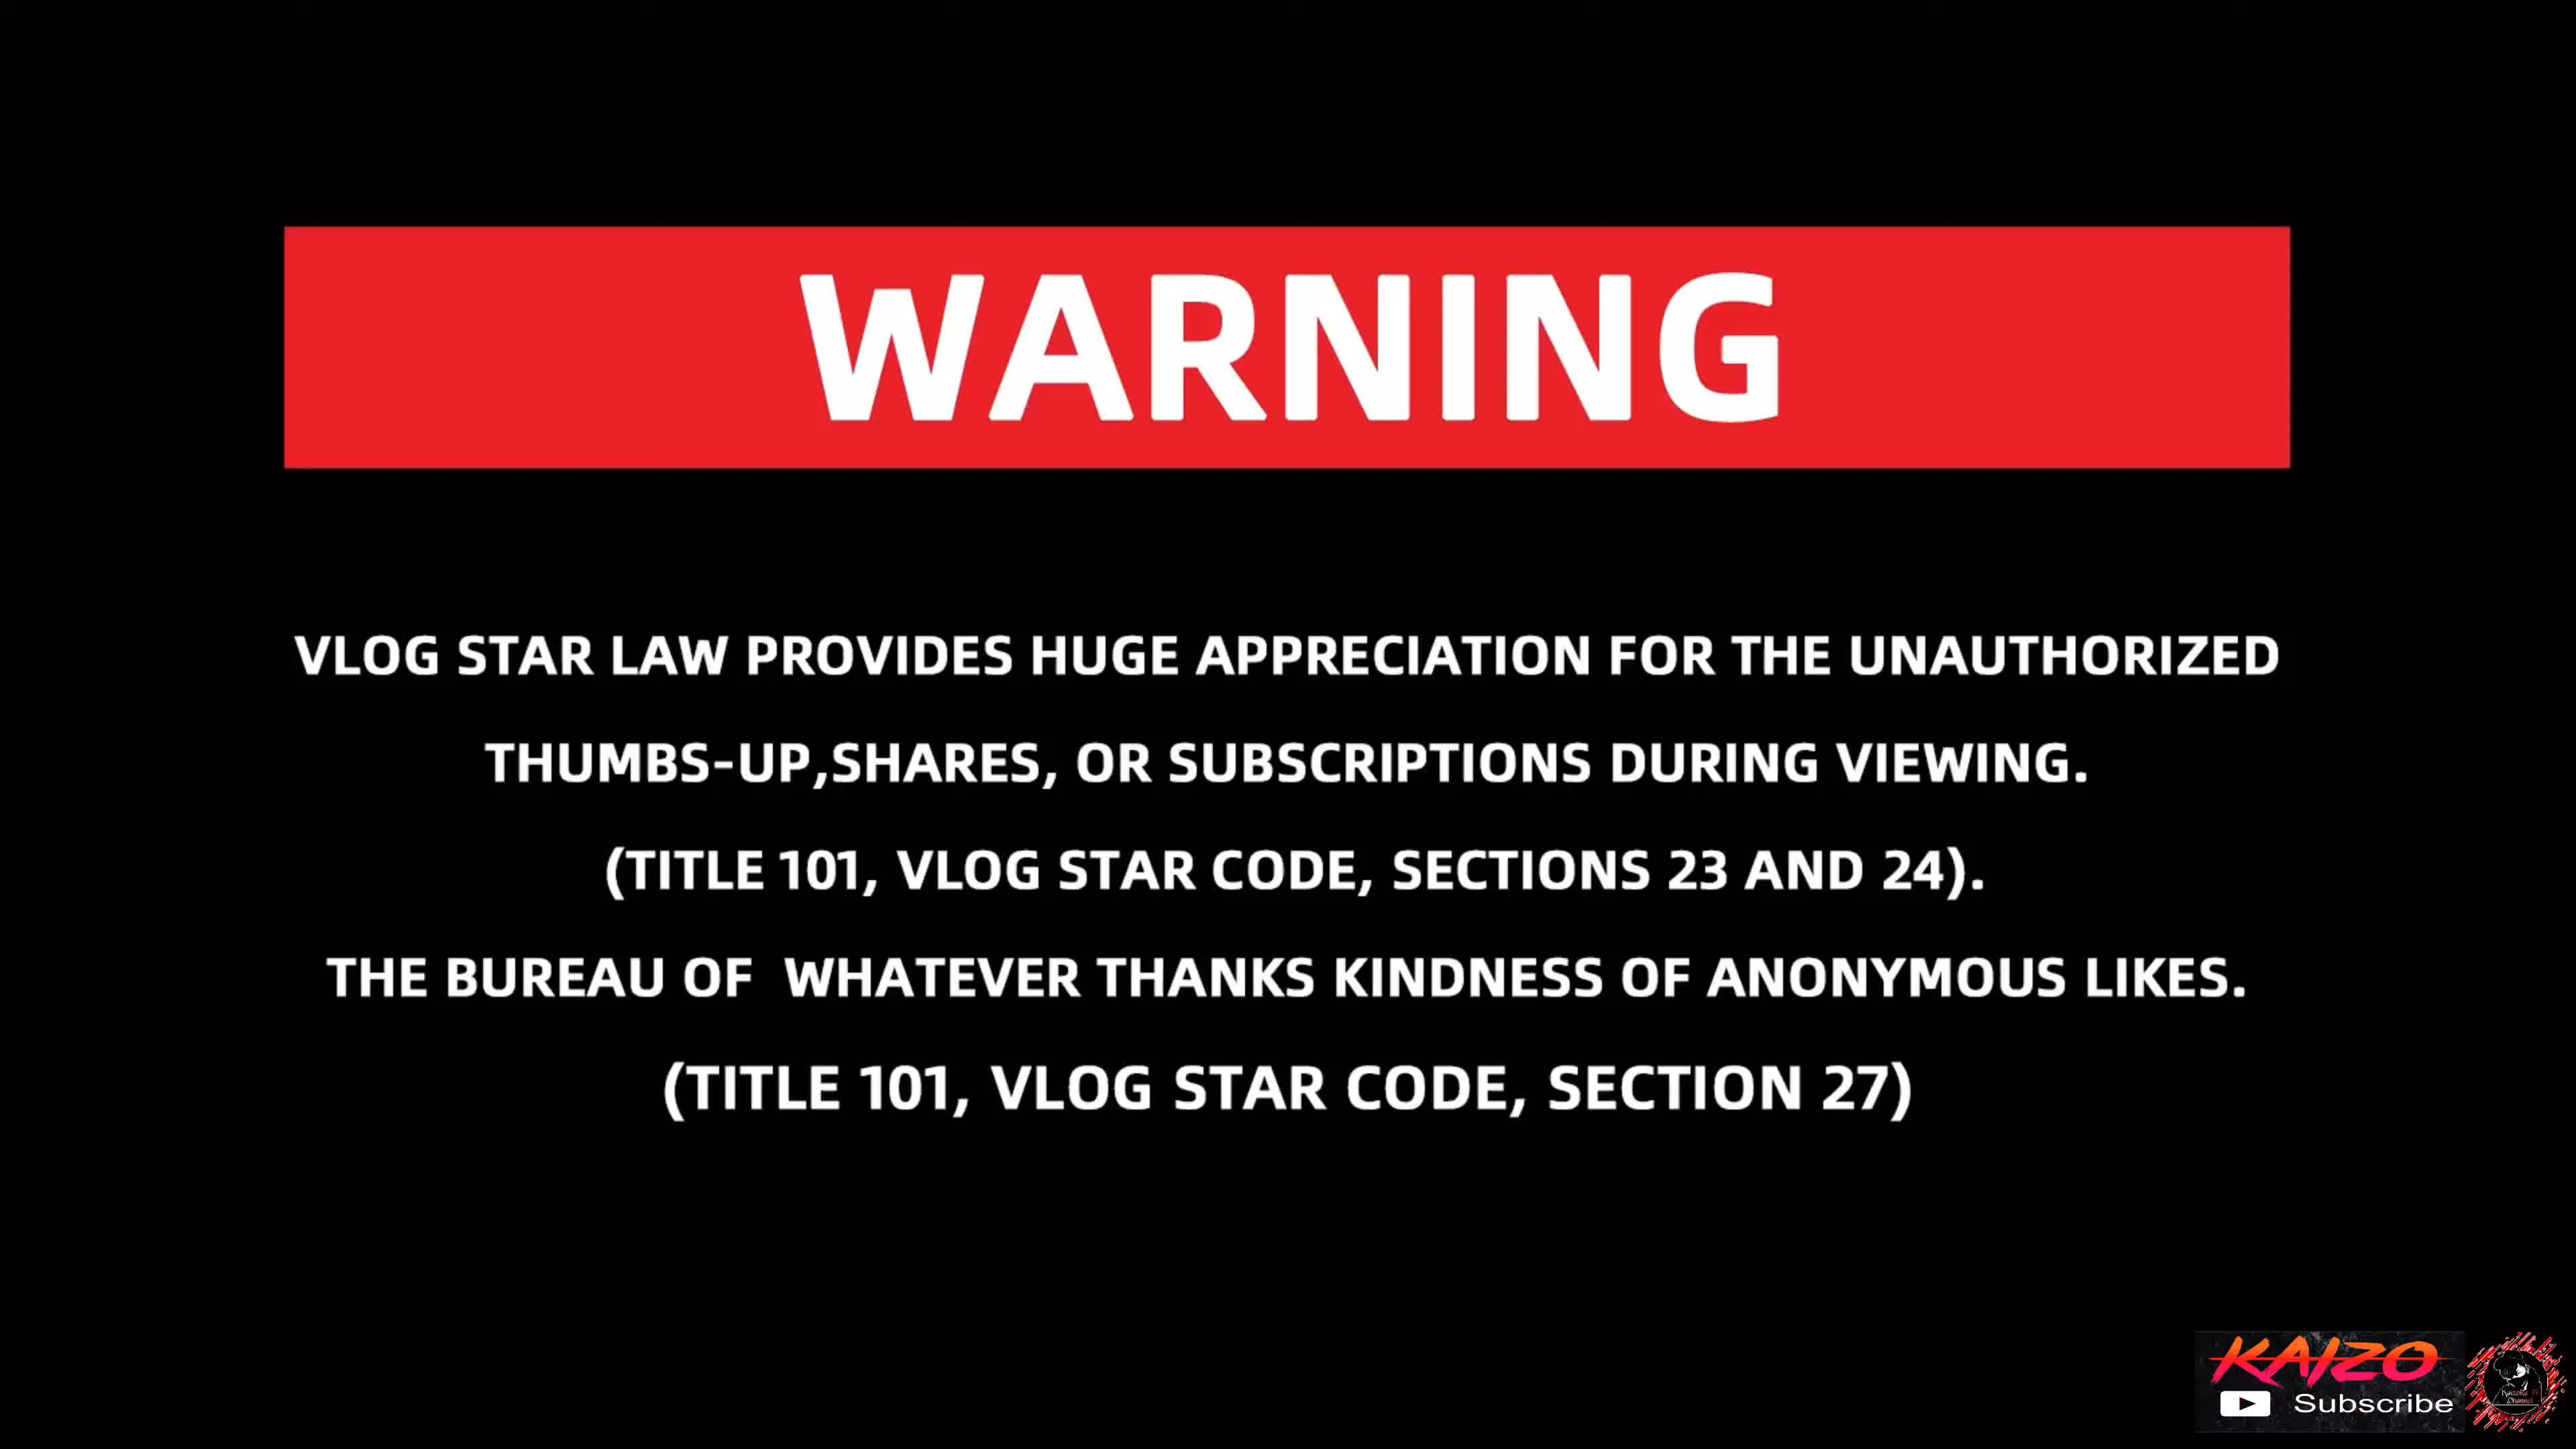 WARNING
VLOG STAR LAW PROVIDES HUGE APPRECIATION FOR THE UNAUTHORIZED
THUMBS-UP,SHARES, OR SUBSCRIPTIONS DURING VIEWING.
(TITLE 101, VLOG STAR CODE, SECTIONS 23 AND 24).
THE BUREAU OF  WHATEVER THANKS KINDNESS OF ANONYMOUS LIKES.
(TITLE 101, VLOG STAR CODE, SECTION 27)
KAIZO
Subscribe
Channel